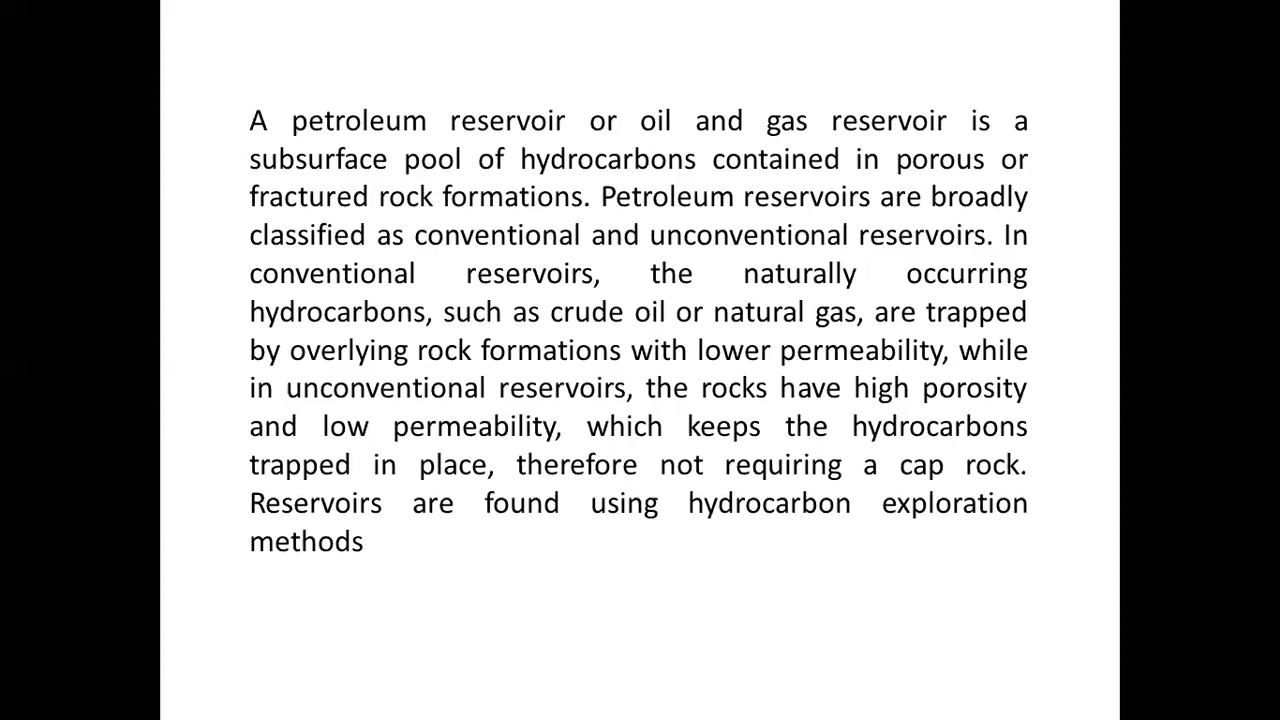 A petroleum reservoir or oil and gas reservoir is a
subsurface pool of hydrocarbons contained in porous or
fractured rock formations. Petroleum reservoirs are broadly
classified as conventional and unconventional reservoirs. In
conventional reservoirs, the naturally occurring
hydrocarbons, such as crude oil or natural gas, are trapped
by overlying rock formations with lower permeability, while
in unconventional reservoirs, the rocks have high porosity
and low permeability, which keeps the hydrocarbons
trapped in place, therefore not requiring a cap rock.
Reservoirs are found using hydrocarbon exploration
methods